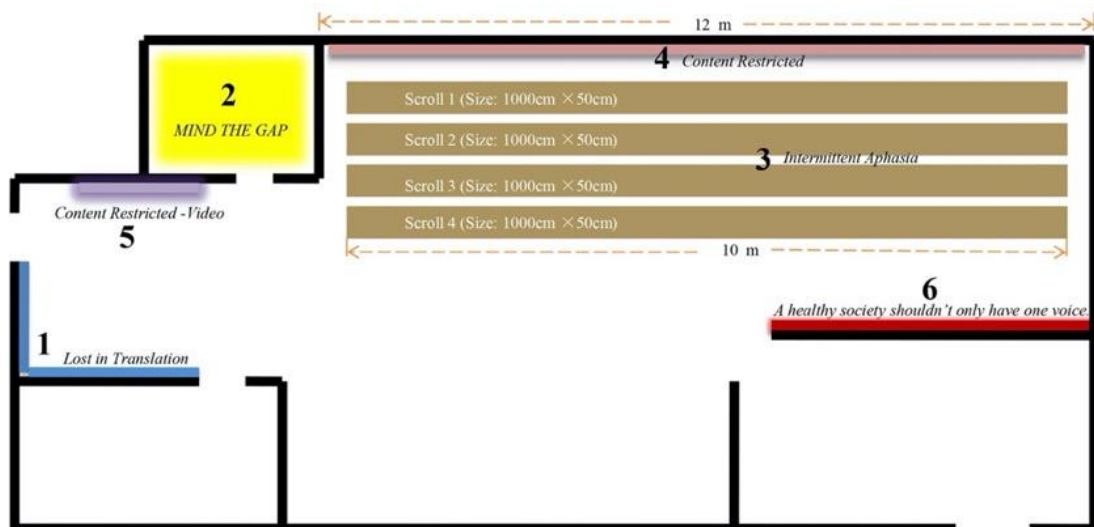 12 m
4 Content Restricted
2
MIND THE GAP
Scroll 1 (Size: 1000cm ×50cm)
Scroll 2 (Size: 1000cm ×50cm)
3 Intermittent Aphasia
Scroll 3 (Size: 1000cm ×50cm)
Scroll 4 (Size: 1000cm ×50cm)
10 m
Content Restricted -Video
5
6
A healthy society shouldn't only have one voice.
1 Lost in Translation